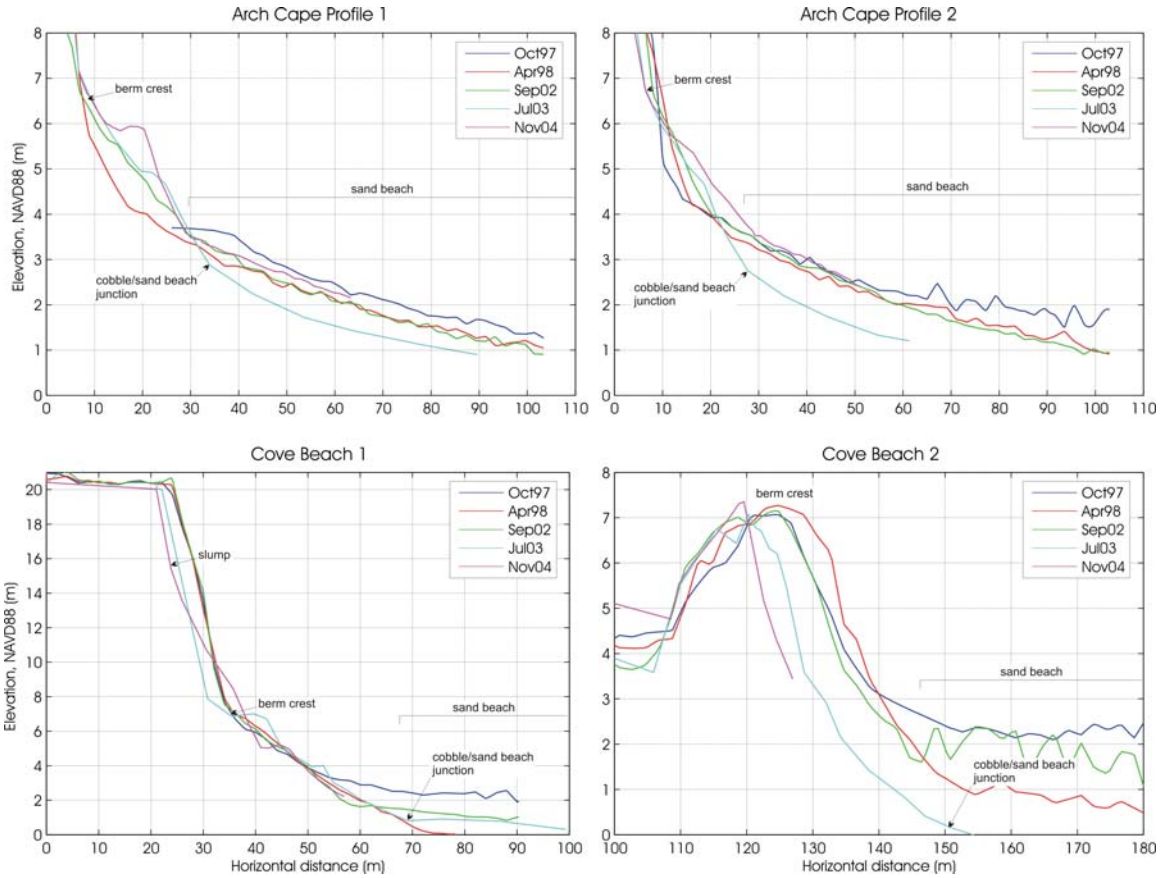 Arch Cape Profile 1
8
7
6
5
4
3
2
1
0
Elevation, NAVD88 (m)
berm crest
sand beach
cobble/sand beach
junction
Oct97
Apr98
Sep02
Jul03
Nov04
0 10 20 30 40 50 60 70 80 90 100 110
Arch Cape Profile 2
8
7
6
5
4
3
2
1
0
berm crest
sand beach
cobble/sand beach
junction
Oct97
Apr98
Sep02
Jul03
Nov04
0 10 20 30 40 50 60 70 80 90 100 110
Cove Beach 1
20
18
16
14
12
10
8
6
4
2
0
Elevation, NAVD88 (m)
slump
berm crest
sand beach
cobble/sand beach
junction
Oct97
Apr98
Sep02
Jul03
Nov04
0 10 20 30 40 50 60 70 80 90 100
Horizontal distance (m)
Cove Beach 2
8
7
6
5
4
3
2
1
0
berm crest
sand beach
cobble/sand beach
junction
Oct97
Apr98
Sep02
Jul03
Nov04
100 110 120 130 140 150 160 170 180
Horizontal distance (m)